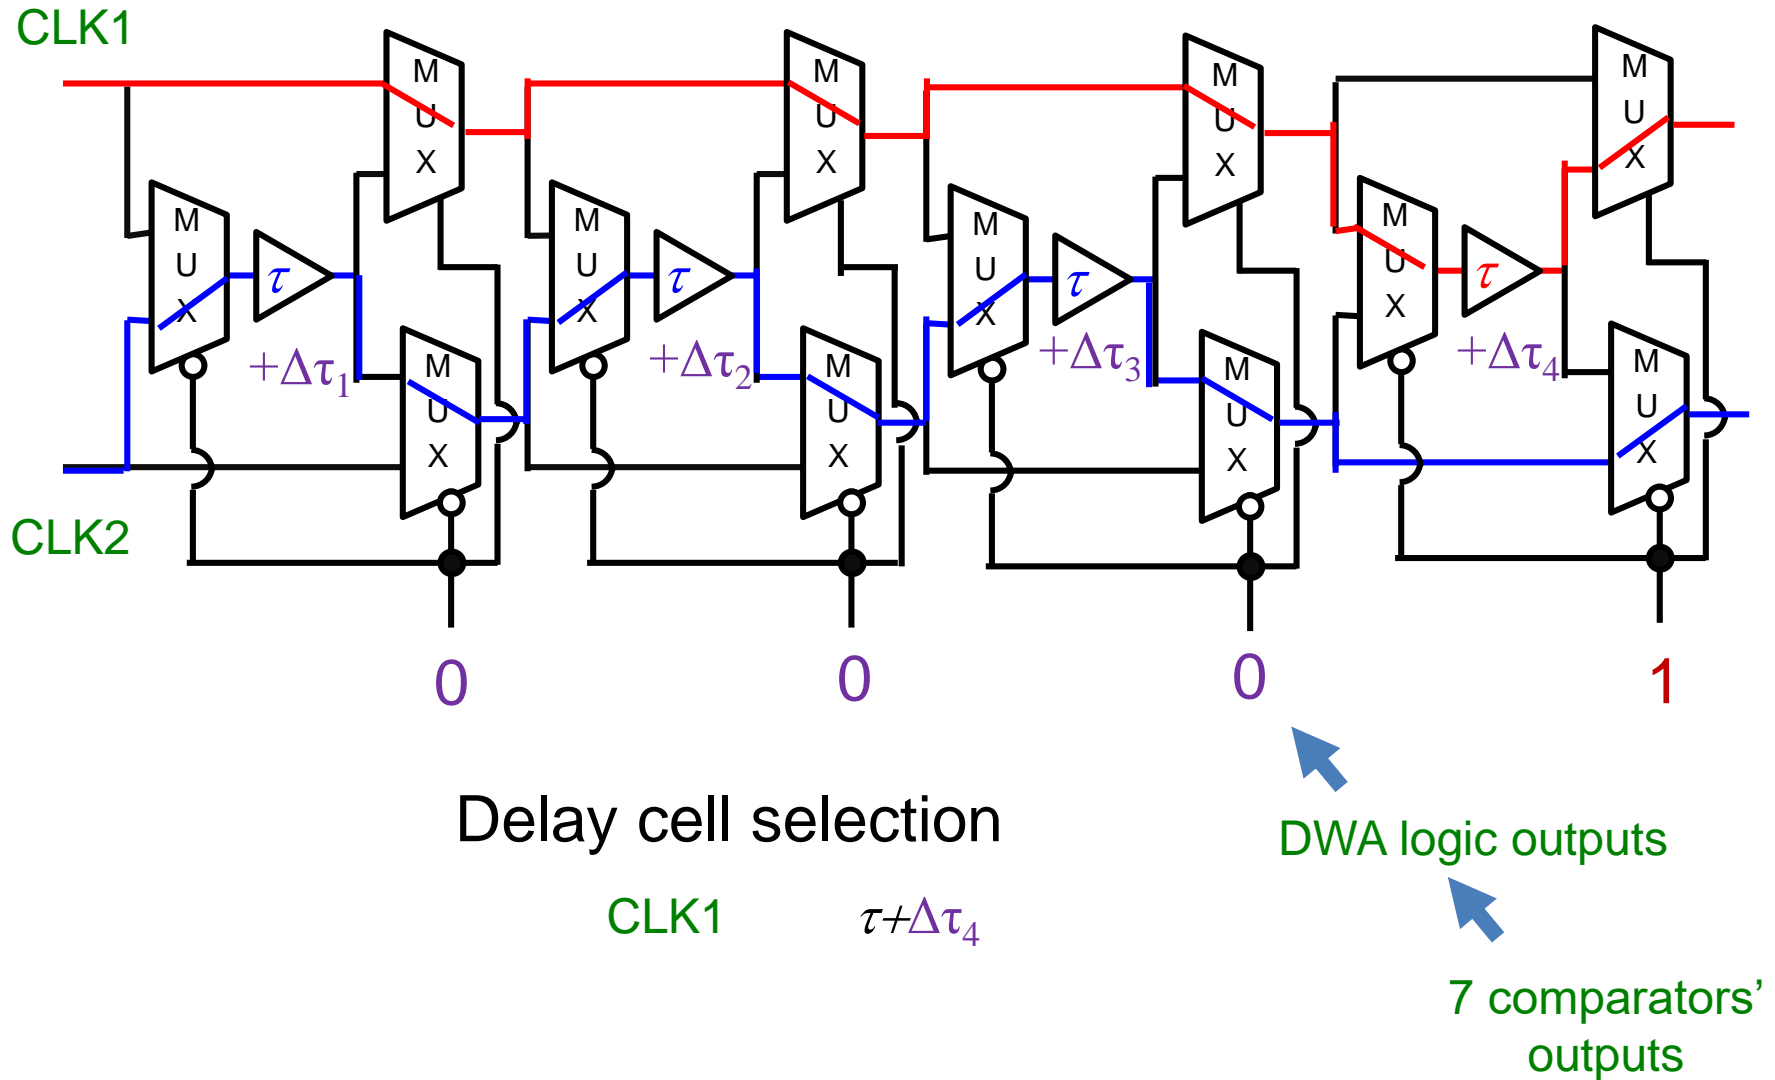 CLK1
M
U
X
M
U
X
M
U
X
M
U
X
M
U
X
M
U
X
M
U
X
M
U
X
τ
τ
τ
τ
+Δτ1
+Δτ2
+Δτ3
+Δτ4
M
U
X
M
U
X
M
U
X
M
U
X
CLK2
0
0
0
1
Delay cell selection
DWA logic outputs
CLK1 τ+Δτ4
7 comparators’
outputs